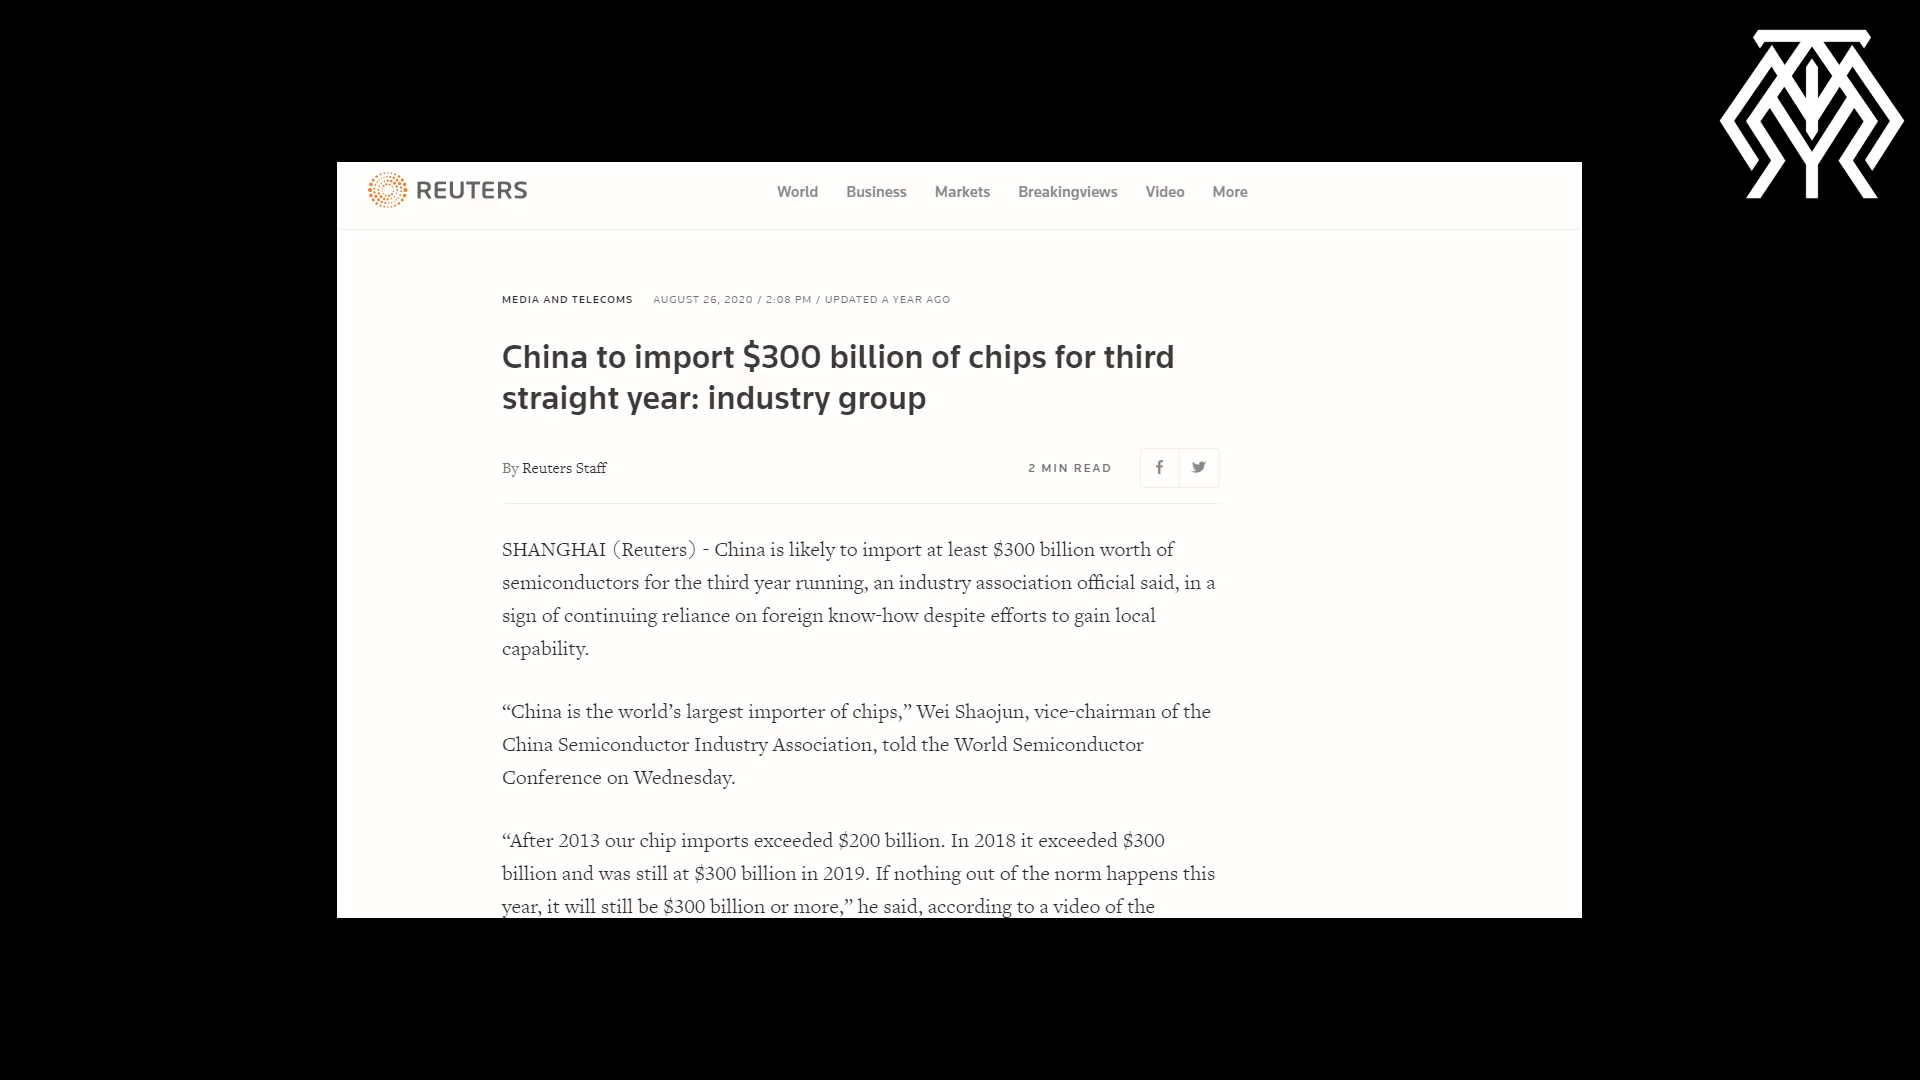 REUTERS
World Business Markets Breakingviews Video More
MEDIA AND TELECOMS AUGUST 26, 2020 / 2:08 PM / UPDATED A YEAR AGO
China to import $300 billion of chips for third
straight year: industry group
By Reuters Staff
2 MIN READ
SHANGHAI (Reuters) - China is likely to import at least $300 billion worth of
semiconductors for the third year running, an industry association official said, in a
sign of continuing reliance on foreign know-how despite efforts to gain local
capability.
“China is the world’s largest importer of chips,” Wei Shaojun, vice-chairman of the
China Semiconductor Industry Association, told the World Semiconductor
Conference on Wednesday.
“After 2013 our chip imports exceeded $200 billion. In 2018 it exceeded $300
billion and was still at $300 billion in 2019. If nothing out of the norm happens this
year, it will still be $300 billion or more,” he said, according to a video of the